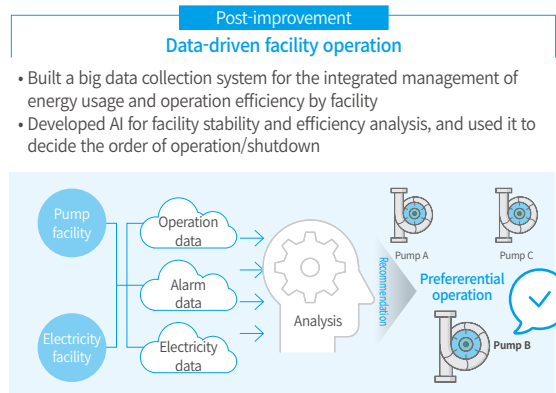 Post-improvement
Data-driven facility operation
• Built a big data collection system for the integrated management of
energy usage and operation efficiency by facility
• Developed AI for facility stability and efficiency analysis, and used it to
decide the order of operation/shutdown
Pump
facility
Electricity
facility
Operation
data
Alarm
data
Electricity
data
Analysis
Recommendation
Pump A
Pump C
Prefererential
operation
Pump B